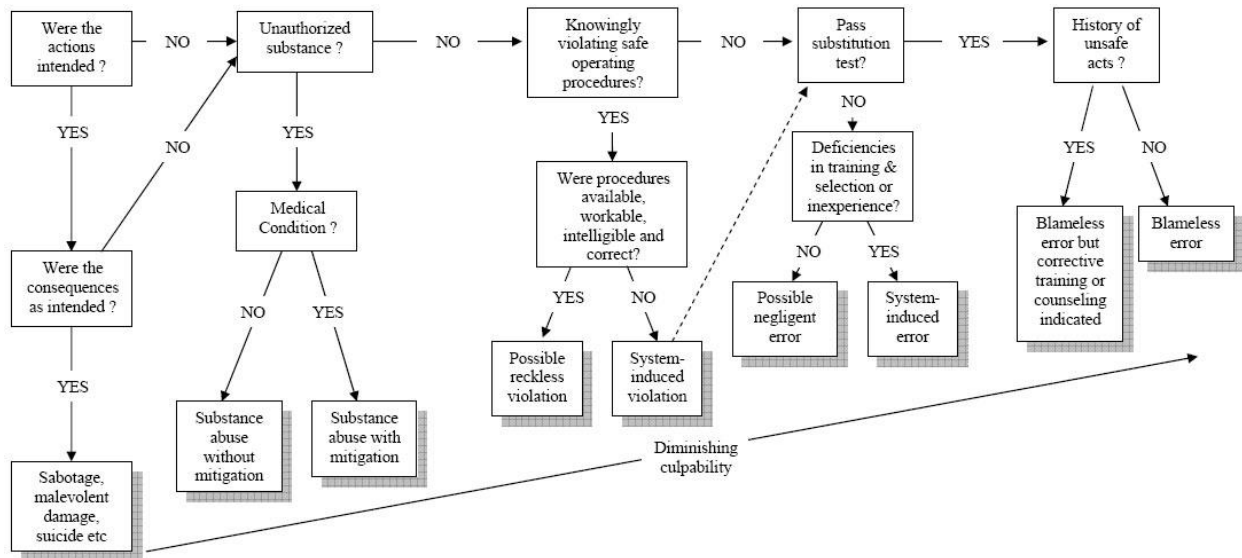 Were the
actions
intended ?
NO
Unauthorized
substance ?
NO
Knowingly
violating safe
operating
procedures?
NO
Pass
substitution
test?
YES
History of
unsafe
acts ?
YES
NO
YES
YES
NO
YES
NO
Were the
consequences
as intended ?
Medical
Condition ?
Were procedures
available,
workable,
intelligible and
correct?
Deficiencies
in training &
selection or
inexperience?
Blameless
error but
corrective
training or
counseling
indicated
Blameless
error
YES
NO
YES
YES
NO
NO
YES
Sabotage,
malevolent
damage,
suicide etc
Substance
abuse
without
mitigation
Substance
abuse with
mitigation
Possible
reckless
violation
System-
induced
violation
Possible
negligent
error
System-
induced
error
Diminishing
culpability